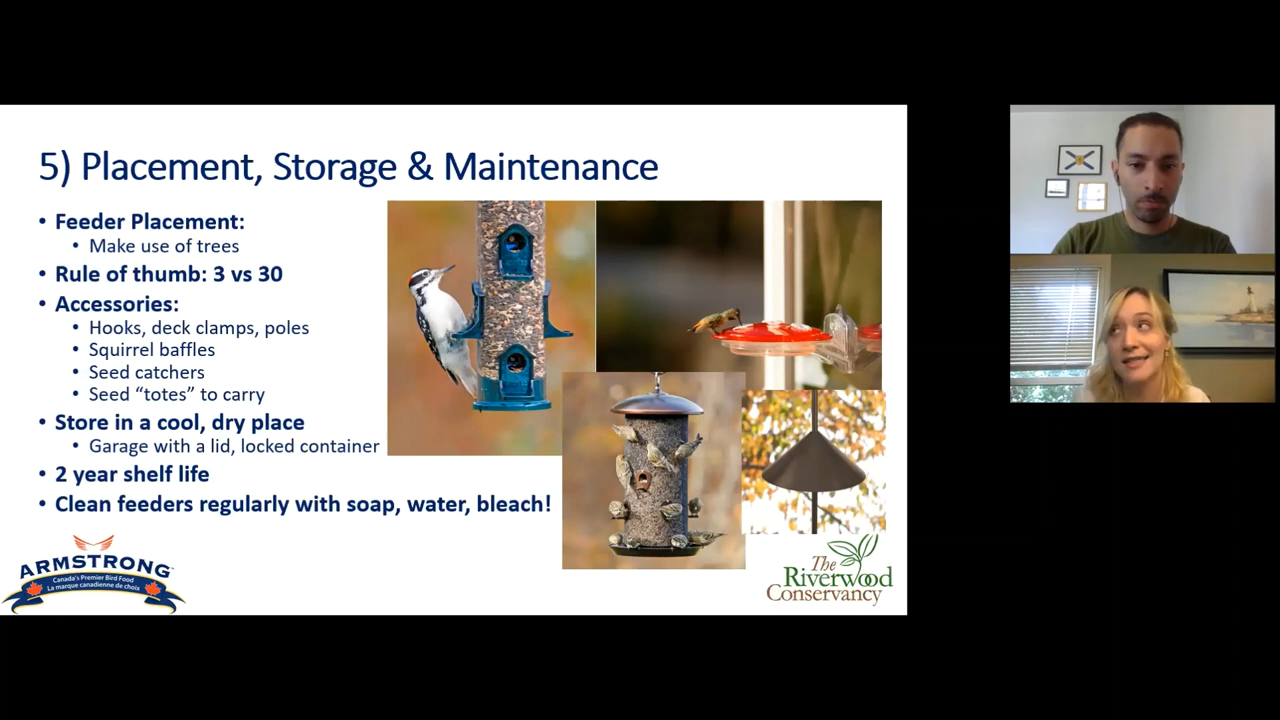 5) Placement, Storage & Maintenance
• Feeder Placement:
• Make use of trees
• Rule of thumb: 3 vs 30
• Accessories:
• Hooks, deck clamps, poles
• Squirrel baffles
• Seed catchers
• Seed “totes” to carry
• Store in a cool, dry place
• Garage with a lid, locked container
• 2 year shelf life
• Clean feeders regularly with soap, water, bleach!
ARMSTRONG
Canada's Premier Bird Food
La marque canadienne de choix
The
Riverwood
Conservancy